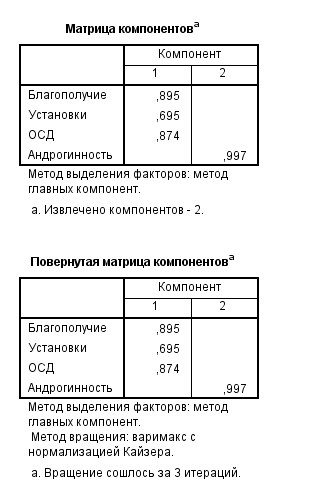 Матрица компонентовᵃ
Компонент
1 2
Благополучие ,895
Установки ,695
ОСД ,874
Андрогинность ,997
Метод выделения факторов: метод
главных компонент.
a. Извлечено компонентов - 2.
Повернутая матрица компонентовᵃ
Компонент
1 2
Благополучие ,895
Установки ,695
ОСД ,874
Андрогинность ,997
Метод выделения факторов: метод
главных компонент.
Метод вращения: варимакс с
нормализацией Кайзера.
a. Вращение сошлось за 3 итераций.